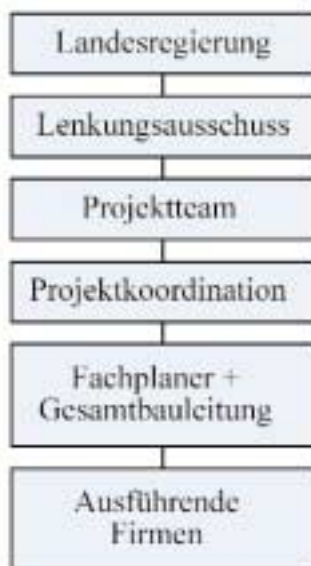 Landesregierung
Lenkungsausschuss
Projektteam
Projektkoordination
Fachplaner +
Gesamtbauleitung
Ausführende
Firmen